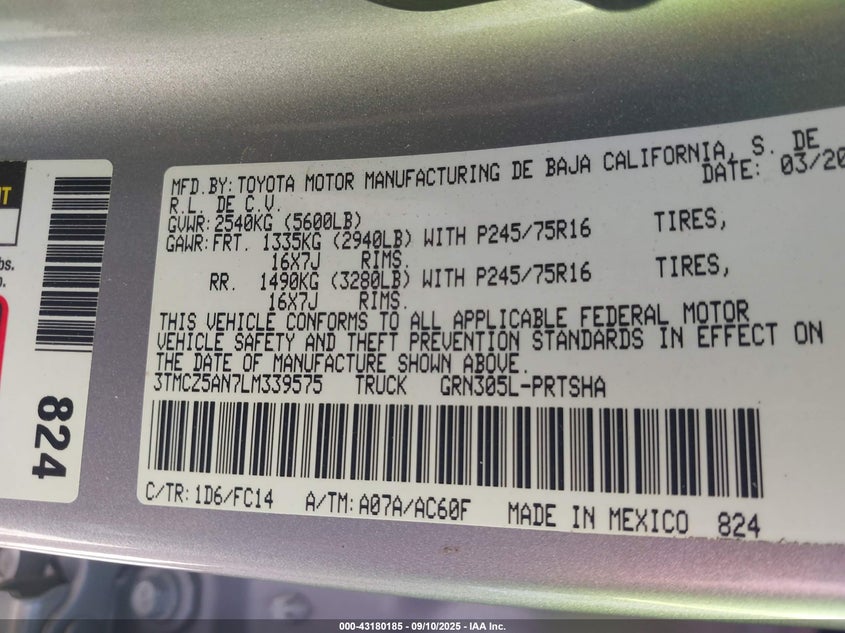 MFD.BY: TOYOTA MOTOR MANUFACTURING DE BAJA CALIFORNIA, S. DE
R.L. DE C.V. DATE: 03/20
GVWR: 2540KG (5600LB)
GAWR: FRT. 1335KG (2940LB) WITH P245/75R16 TIRES,
16X7J RIMS.
RR. 1490KG (3280LB) WITH P245/75R16 TIRES,
16X7J RIMS.
THIS VEHICLE CONFORMS TO ALL APPLICABLE FEDERAL MOTOR
VEHICLE SAFETY AND THEFT PREVENTION STANDARDS IN EFFECT ON
THE DATE OF MANUFACTURE SHOWN ABOVE.
3TMCZ5AN7LM339575 TRUCK GRN305L-PRTSHA
C/TR: 1D6/FC14 A/TM: A07A/AC60F MADE IN MEXICO 824
824
000-43180185 - 09/10/2025 - IAA Inc.